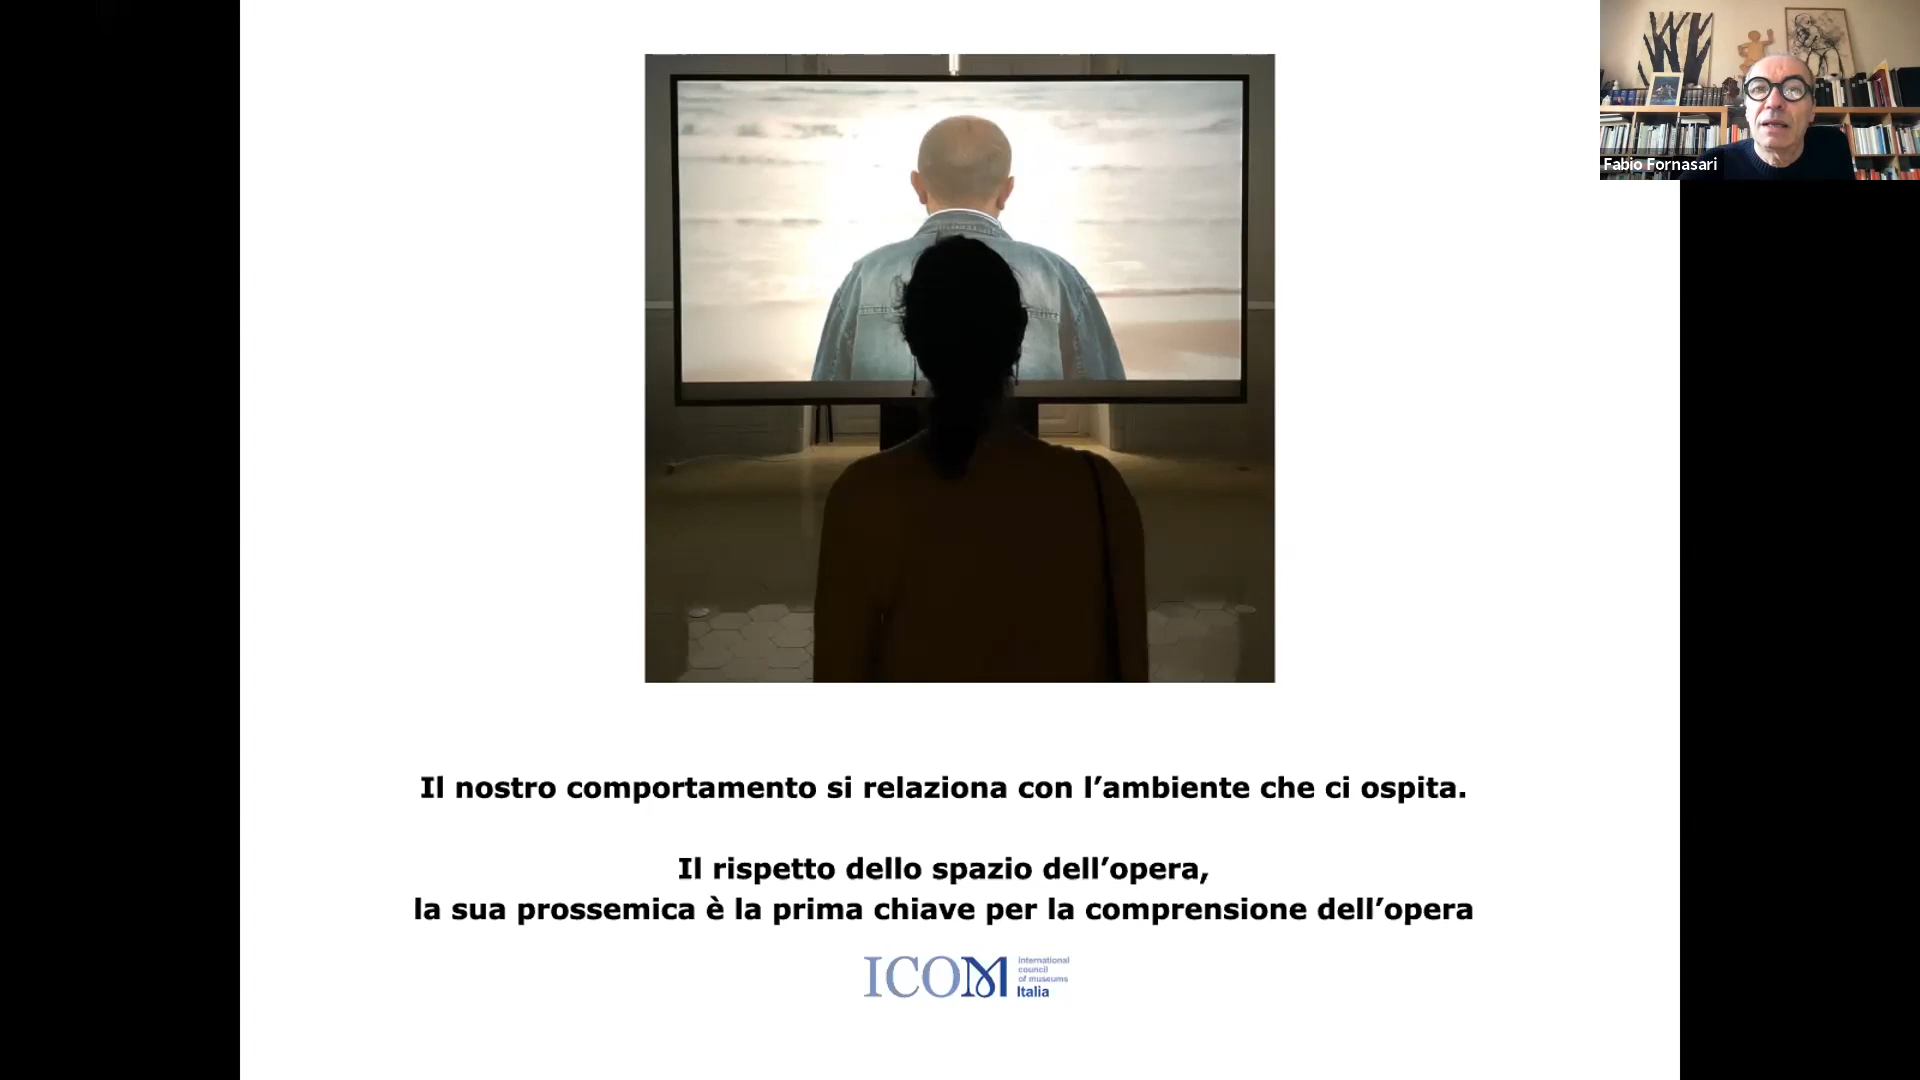 Fabio Fornasari
Il nostro comportamento si relaziona con l’ambiente che ci ospita.
Il rispetto dello spazio dell’opera,
la sua prossemica è la prima chiave per la comprensione dell’opera
ICOM
international
council
of museums
Italia